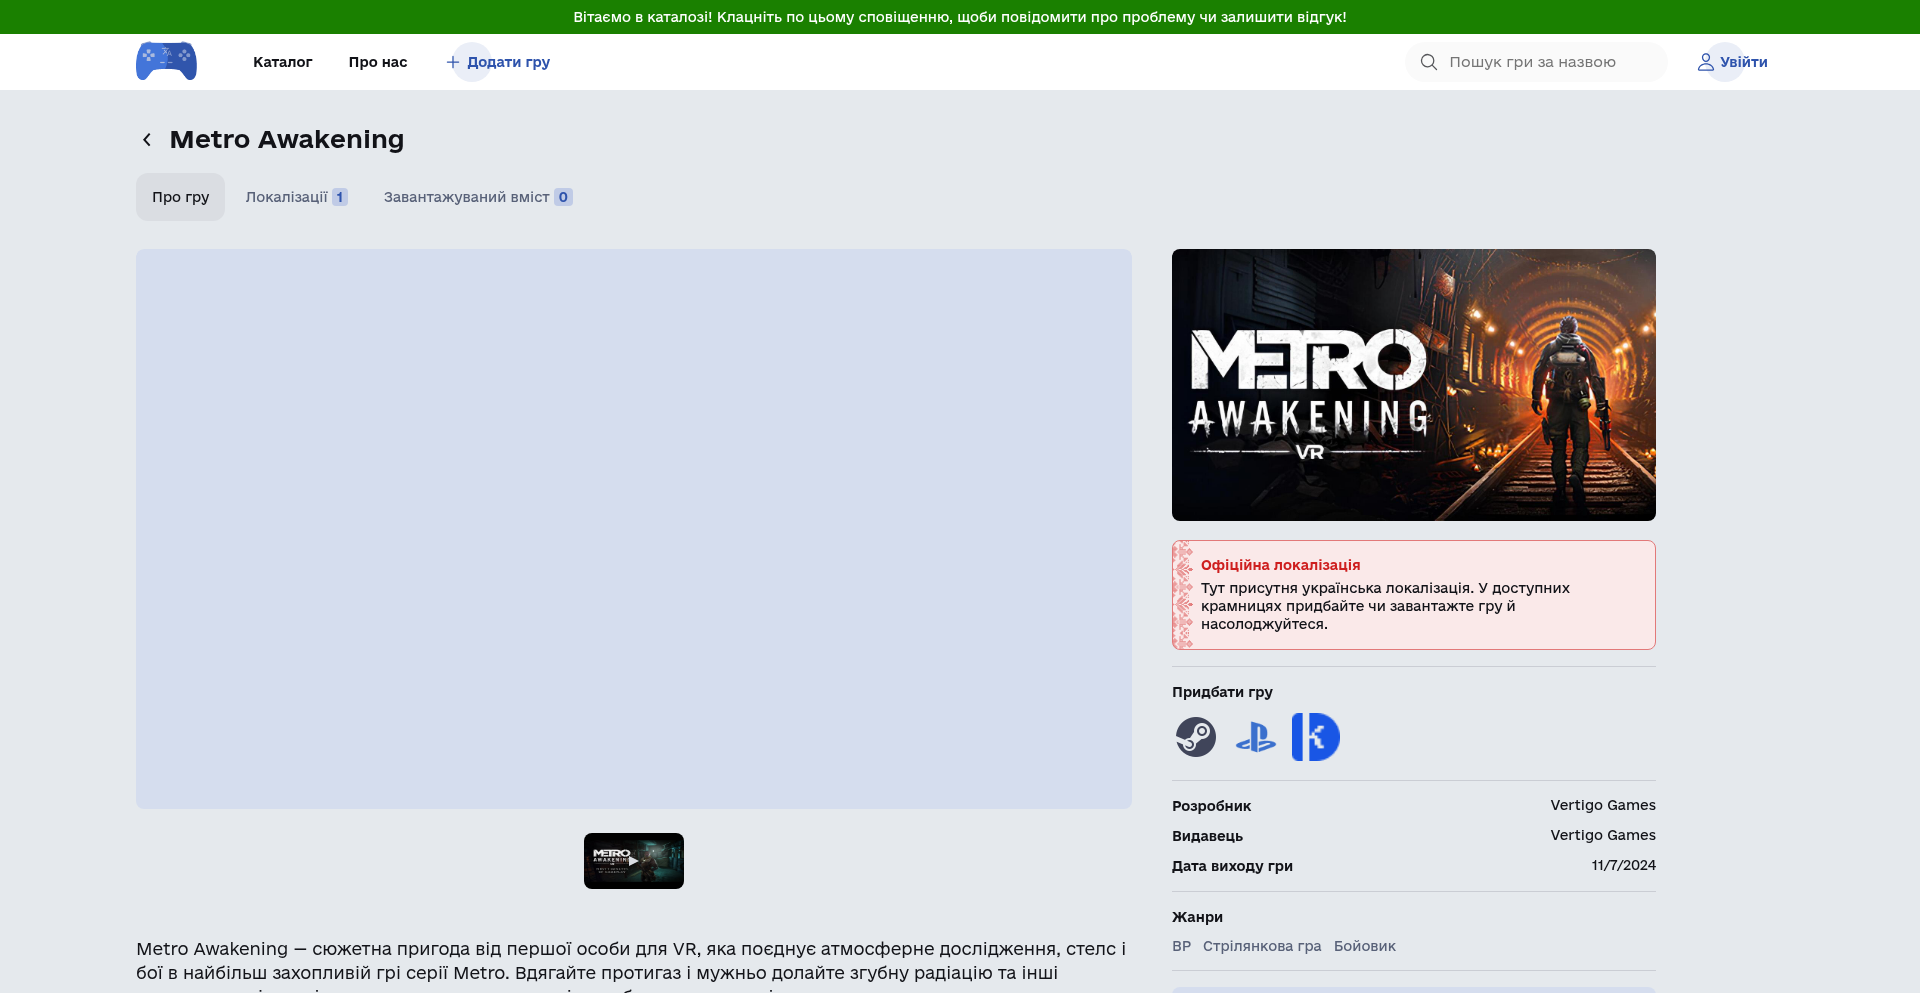 Вітаємо в каталозі! Клацніть по цьому сповіщенню, щоби повідомити про проблему чи залишити відгук!
Каталог
Про нас
Додати гру
Пошук гри за назвою
Увійти
Metro Awakening
Про гру
Локалізації 1
Завантажуваний вміст 0
METRO
AWAKENING
VR
Офіційна локалізація
Тут присутня українська локалізація. У доступних
крамницях придбайте чи завантажте гру й
насолоджуйтеся.
Придбати гру
Розробник
Vertigo Games
Видавець
Vertigo Games
Дата виходу гри
11/7/2024
METRO
AWAKENING
Жанри
ВР Стрілянкова гра Бойовик
Metro Awakening — сюжетна пригода від першої особи для VR, яка поєднує атмосферне дослідження, стелс і
бої в найбільш захопливій грі серії Metro. Вдягайте протигаз і мужньо долайте згубну радіацію та інші